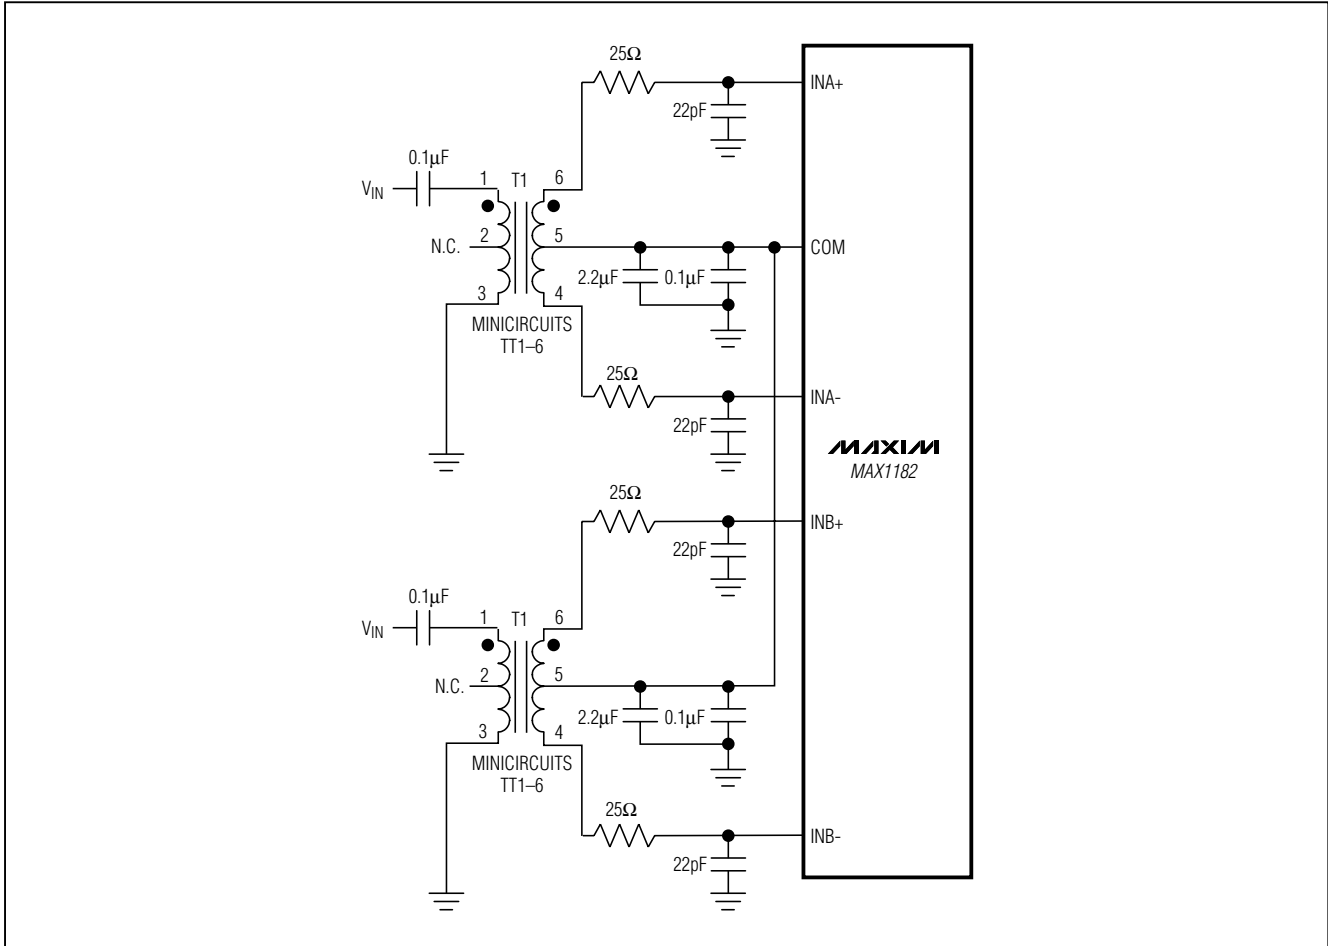 25Ω
INA+
22pF
0.1µF
1 T1 6
VIN
N.C. 2 5 COM
2.2µF 0.1µF
3 4
MINICIRCUITS
TT1–6
25Ω
INA-
22pF
MAXIM
MAX1182
25Ω
INB+
22pF
0.1µF
1 T1 6
VIN
N.C. 2 5
2.2µF 0.1µF
3 4
MINICIRCUITS
TT1–6
25Ω
INB-
22pF